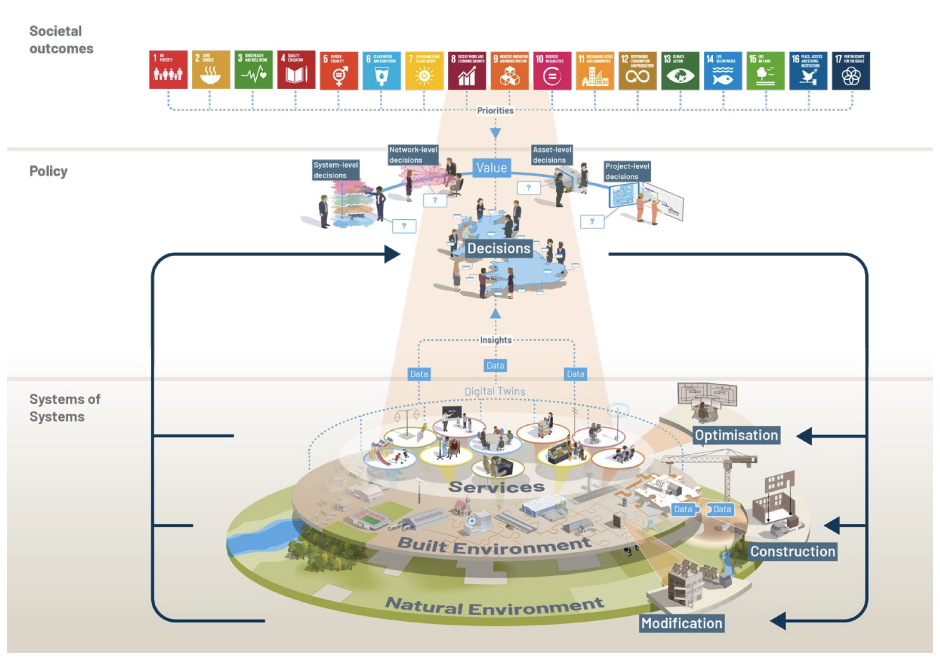 Societal
outcomes
1 NO
POVERTY
2 ZERO
HUNGER
3 GOOD HEALTH
AND WELL-BEING
4 QUALITY
EDUCATION
5 GENDER
EQUALITY
6 CLEAN WATER
AND SANITATION
7 AFFORDABLE AND
CLEAN ENERGY
8 DECENT WORK AND
ECONOMIC GROWTH
9 INDUSTRY, INNOVATION
AND INFRASTRUCTURE
10 REDUCED
INEQUALITIES
11 SUSTAINABLE CITIES
AND COMMUNITIES
12 RESPONSIBLE
CONSUMPTION
AND PRODUCTION
13 CLIMATE
ACTION
14 LIFE
BELOW WATER
15 LIFE
ON LAND
16 PEACE, JUSTICE
AND STRONG
INSTITUTIONS
17 PARTNERSHIPS
FOR THE GOALS
Priorities
Policy
System-level
decisions
Network-level
decisions
Value
Asset-level
decisions
Project-level
decisions
?
?
?
?
Decisions
Insights
Data
Data
Data
Systems of
Systems
Digital Twins
Optimisation
Services
Data
Data
Built Environment
Construction
Natural Environment
Modification